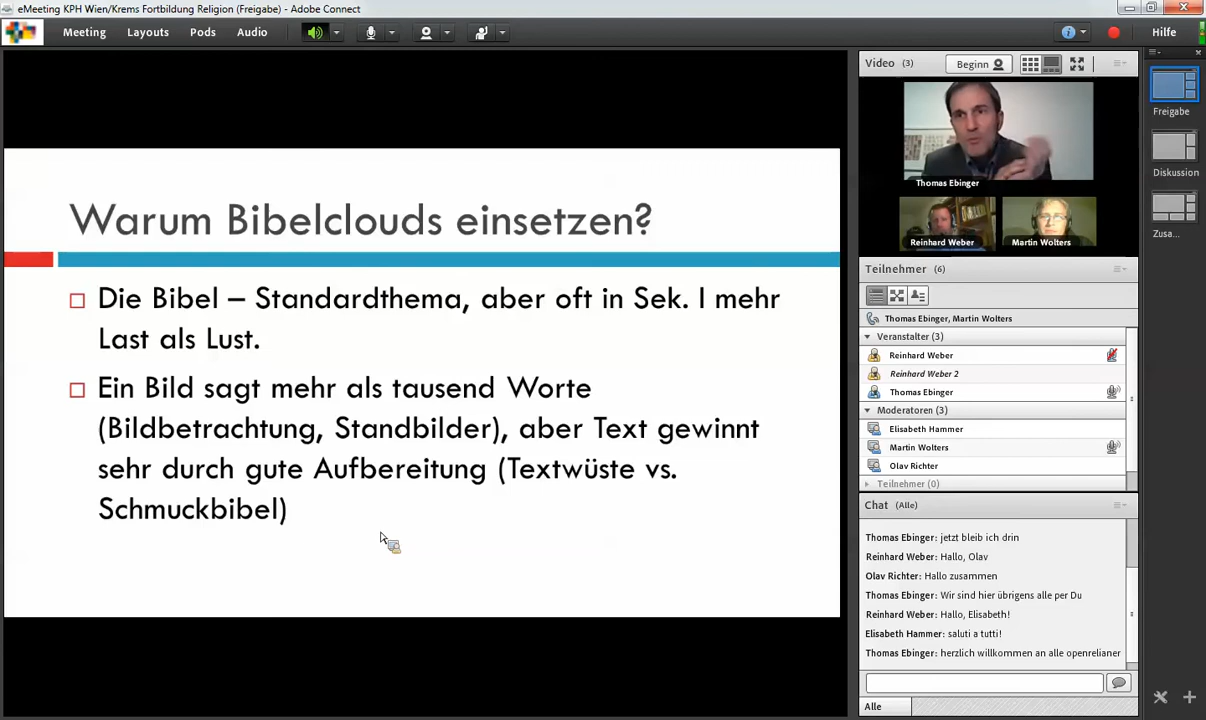 eMeeting KPH Wien/Krems Fortbildung Religion (Freigabe) - Adobe Connect
Meeting Layouts Pods Audio Hilfe
Warum Bibelclouds einsetzen?
Die Bibel – Standardthema, aber oft in Sek. I mehr
Last als Lust.
Ein Bild sagt mehr als tausend Worte
(Bildbetrachtung, Standbilder), aber Text gewinnt
sehr durch gute Aufbereitung (Textwüste vs.
Schmuckbibel)
Video (3) Beginn
Thomas Ebinger
Reinhard Weber Martin Wolters
Teilnehmer (6)
Thomas Ebinger, Martin Wolters
Veranstalter (3)
Reinhard Weber
Reinhard Weber 2
Thomas Ebinger
Moderatoren (3)
Elisabeth Hammer
Martin Wolters
Olav Richter
Teilnehmer (0)
Chat (Alle)
Thomas Ebinger: jetzt bleib ich drin
Reinhard Weber: Hallo, Olav
Olav Richter: Hallo zusammen
Thomas Ebinger: Wir sind hier übrigens alle per Du
Reinhard Weber: Hallo, Elisabeth!
Elisabeth Hammer: saluti a tutti!
Thomas Ebinger: herzlich willkommen an alle openrelianer
Alle
Freigabe
Diskussion
Zusa...